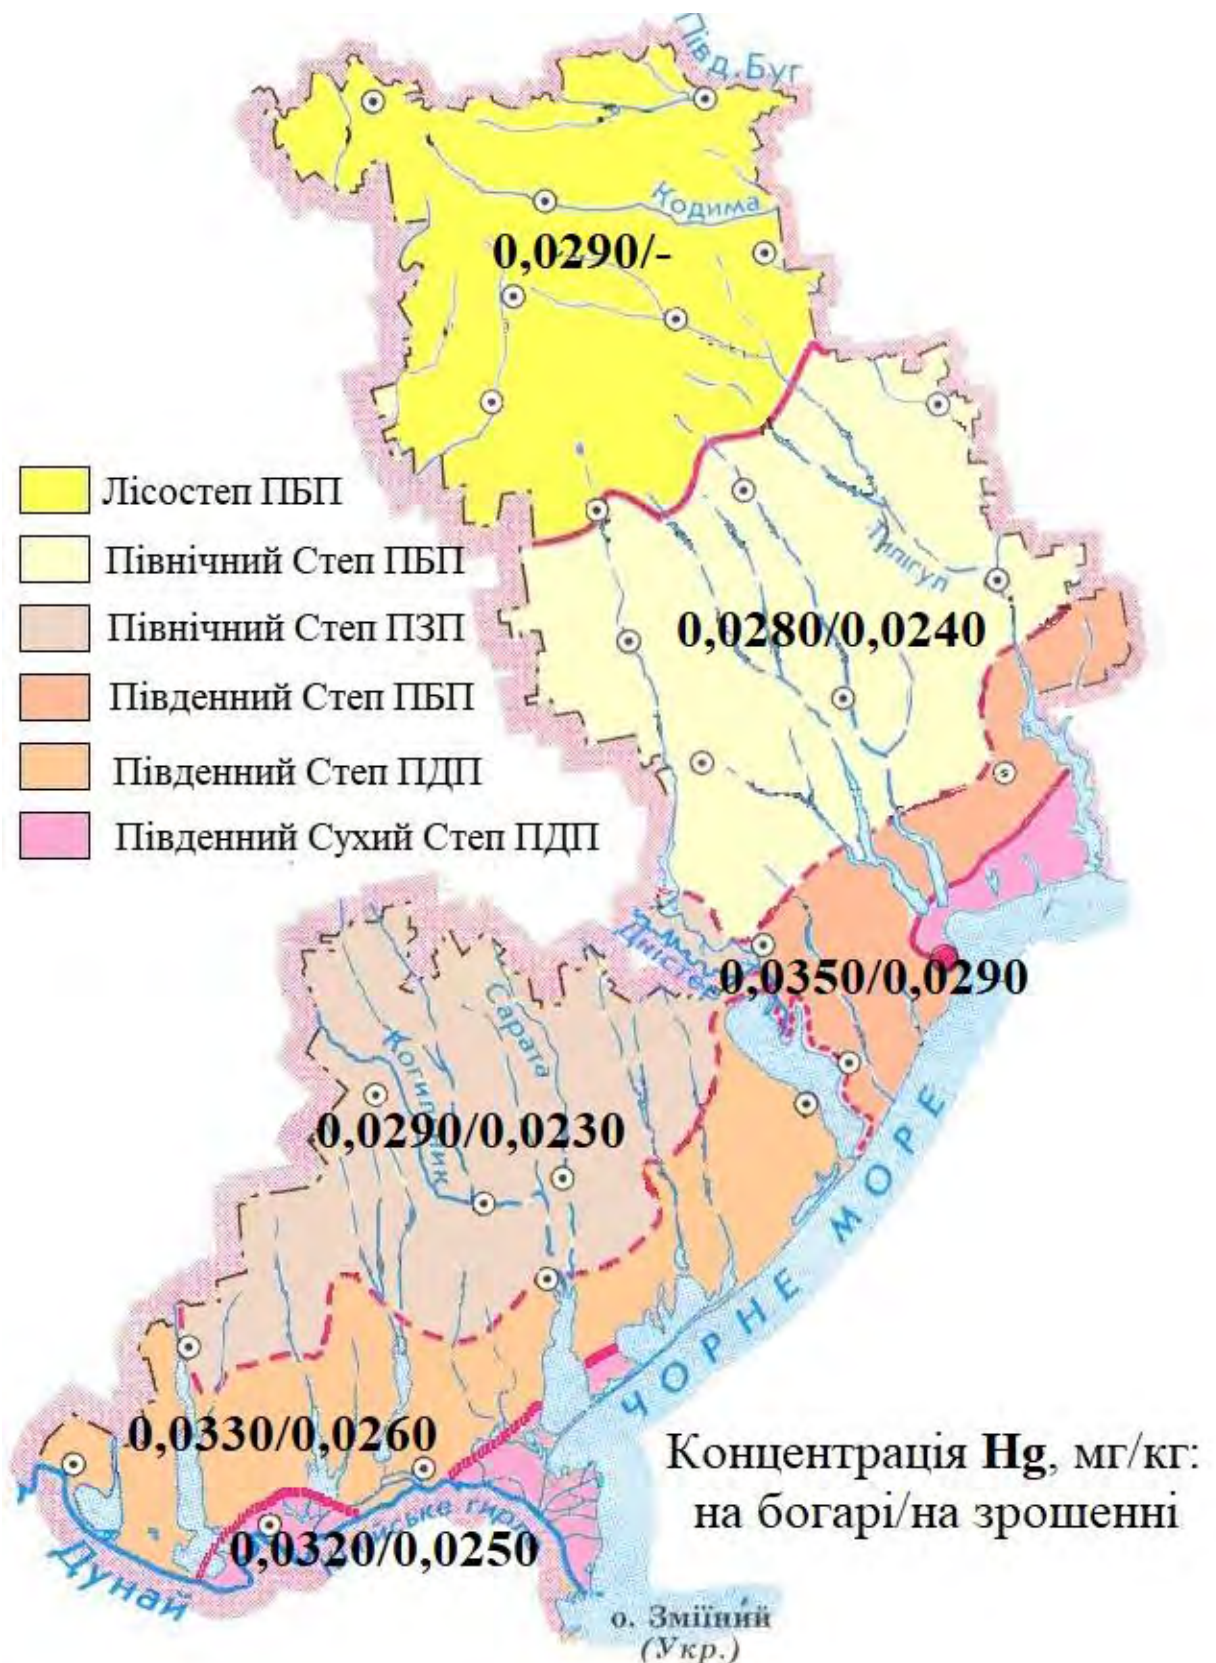 Півд. Буг
Кодима
0,0290/-
Лісостеп ПБП
Північний Степ ПБП
Північний Степ ПЗП
Південний Степ ПБП
Південний Степ ПДП
Південний Сухий Степ ПДП
Тилігул
0,0280/0,0240
Дністер
0,0350/0,0290
Сарата
Когильник
0,0290/0,0230
ЧОРНЕ МОРЕ
0,0330/0,0260
Концентрація Hg, мг/кг:
на богарі/на зрошенні
0,0320/0,0250
Дунай
о. Зміїний
(Укр.)